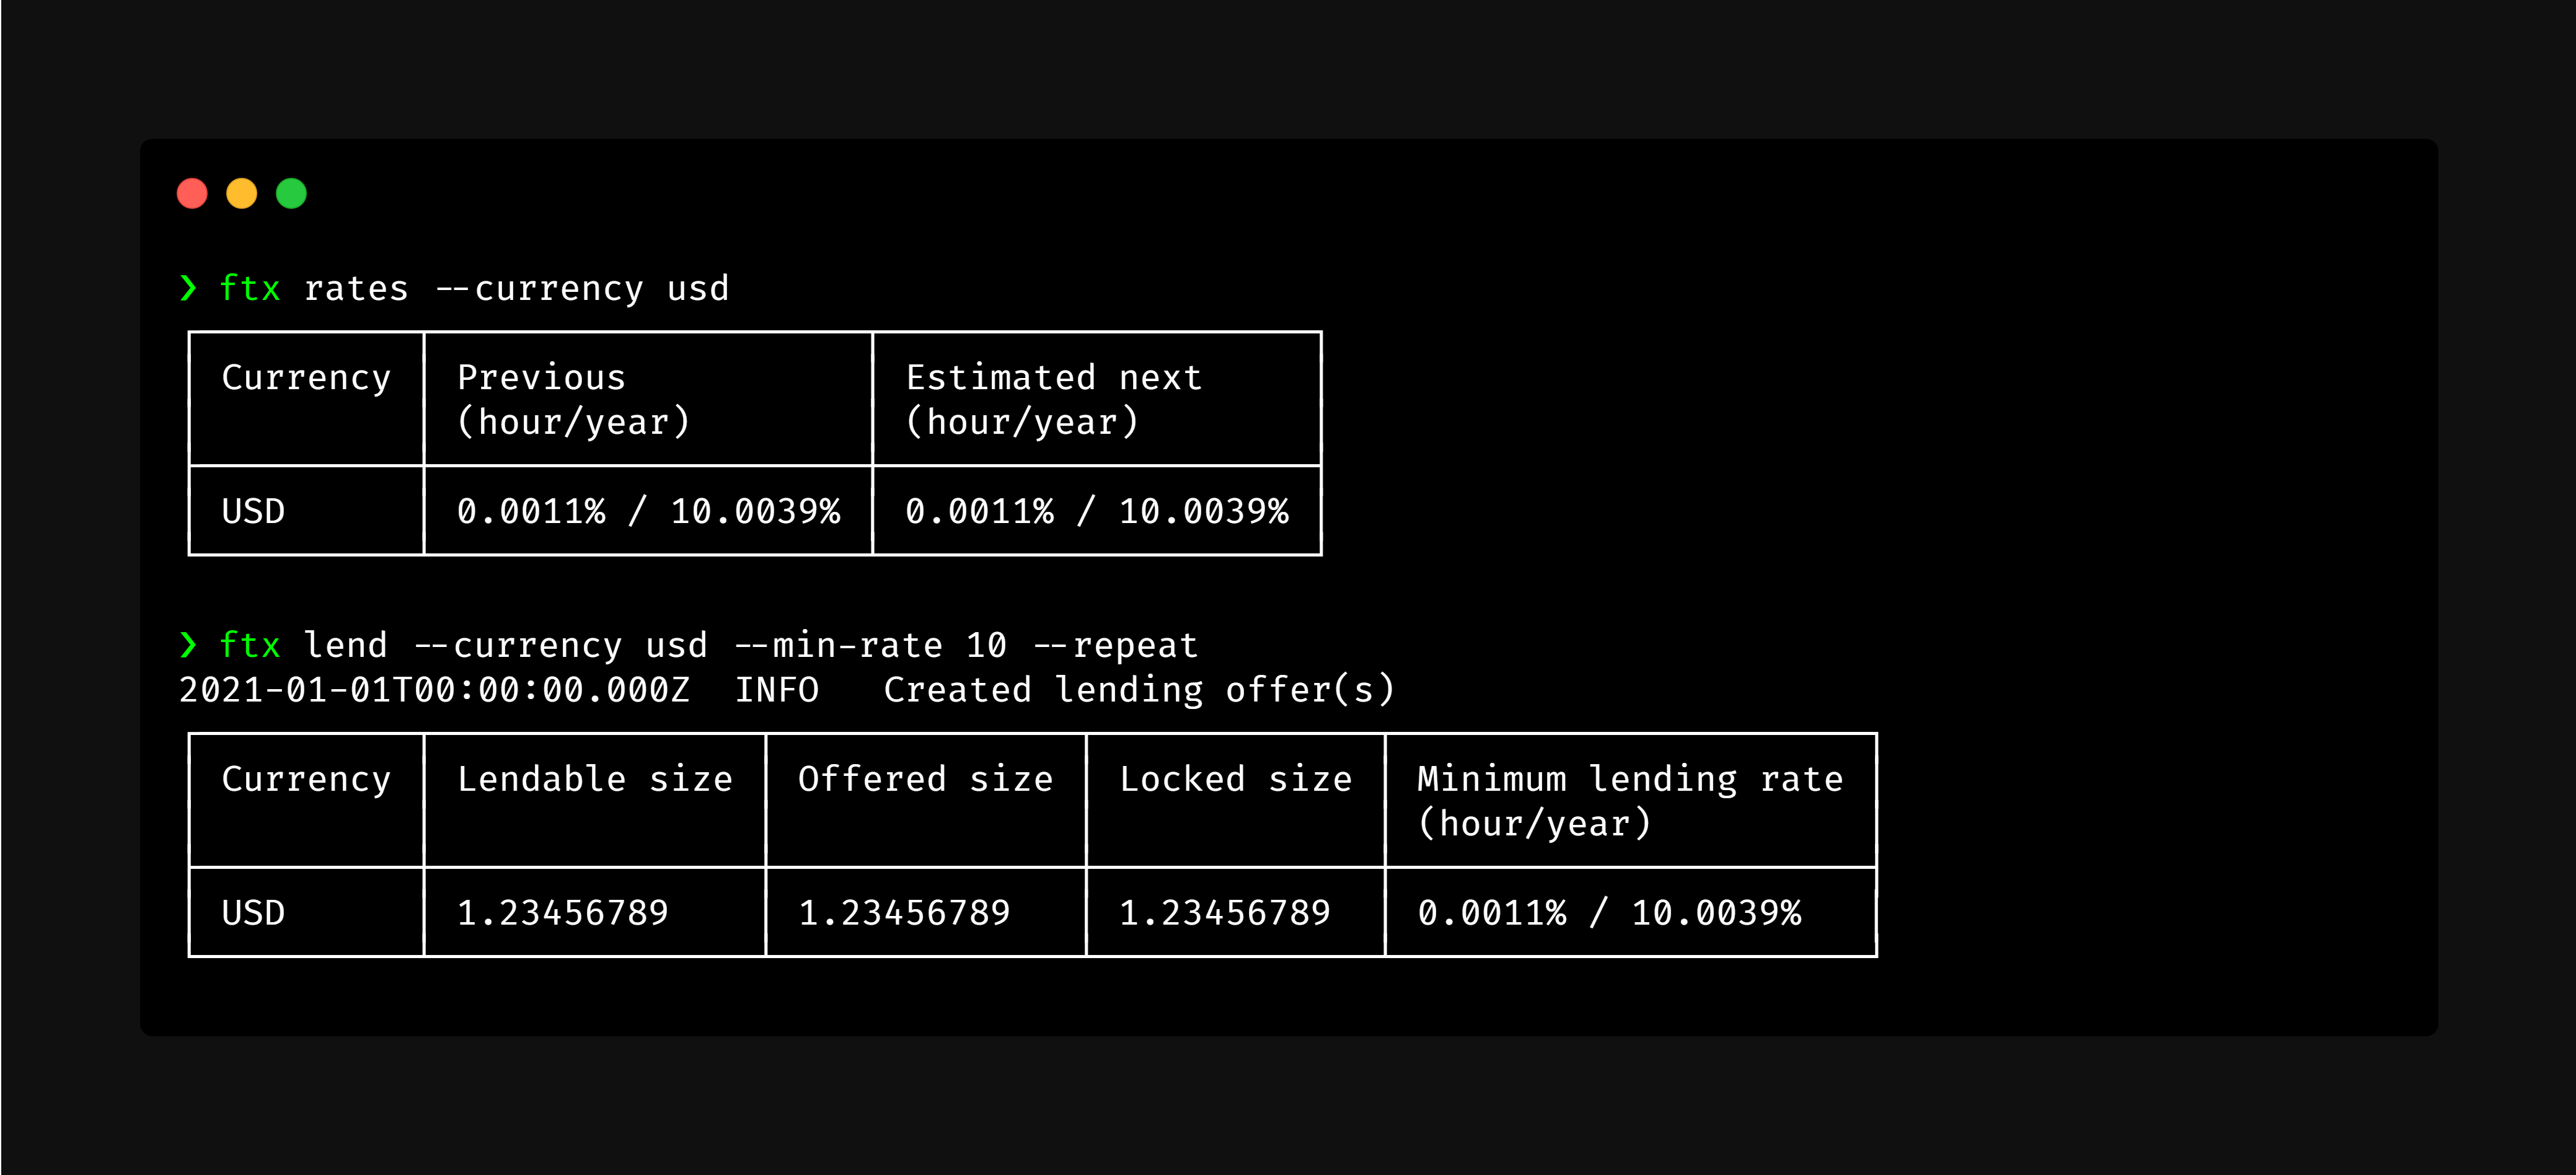 ❯ ftx rates --currency usd
Currency Previous Estimated next
(hour/year) (hour/year)
USD 0.0011% / 10.0039% 0.0011% / 10.0039%
❯ ftx lend --currency usd --min-rate 10 --repeat
2021-01-01T00:00:00.000Z INFO Created lending offer(s)
Currency Lendable size Offered size Locked size Minimum lending rate
(hour/year)
USD 1.23456789 1.23456789 1.23456789 0.0011% / 10.0039%